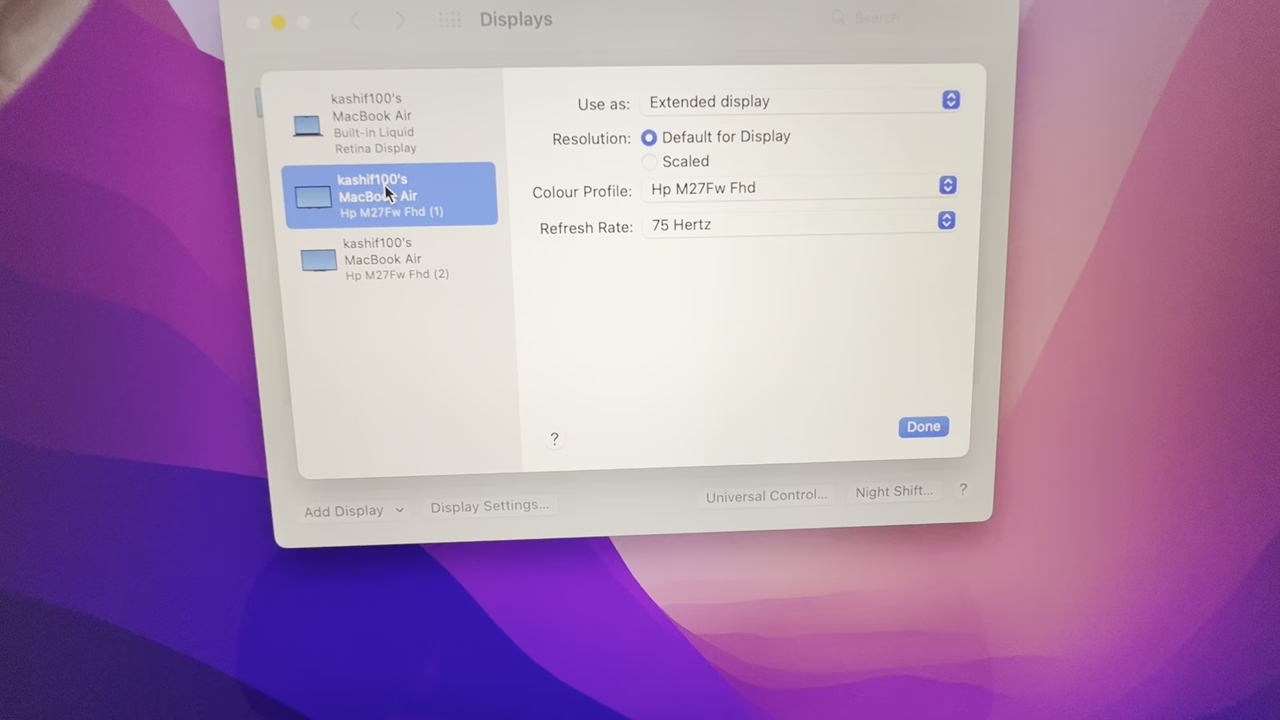 Displays
Search
kashif100's
MacBook Air
Built-in Liquid
Retina Display
kashif100's
MacBook Air
Hp M27Fw Fhd (1)
kashif100's
MacBook Air
Hp M27Fw Fhd (2)
Use as: Extended display
Resolution: Default for Display
Scaled
Colour Profile: Hp M27Fw Fhd
Refresh Rate: 75 Hertz
?
Done
Add Display
Display Settings...
Universal Control...
Night Shift...
?